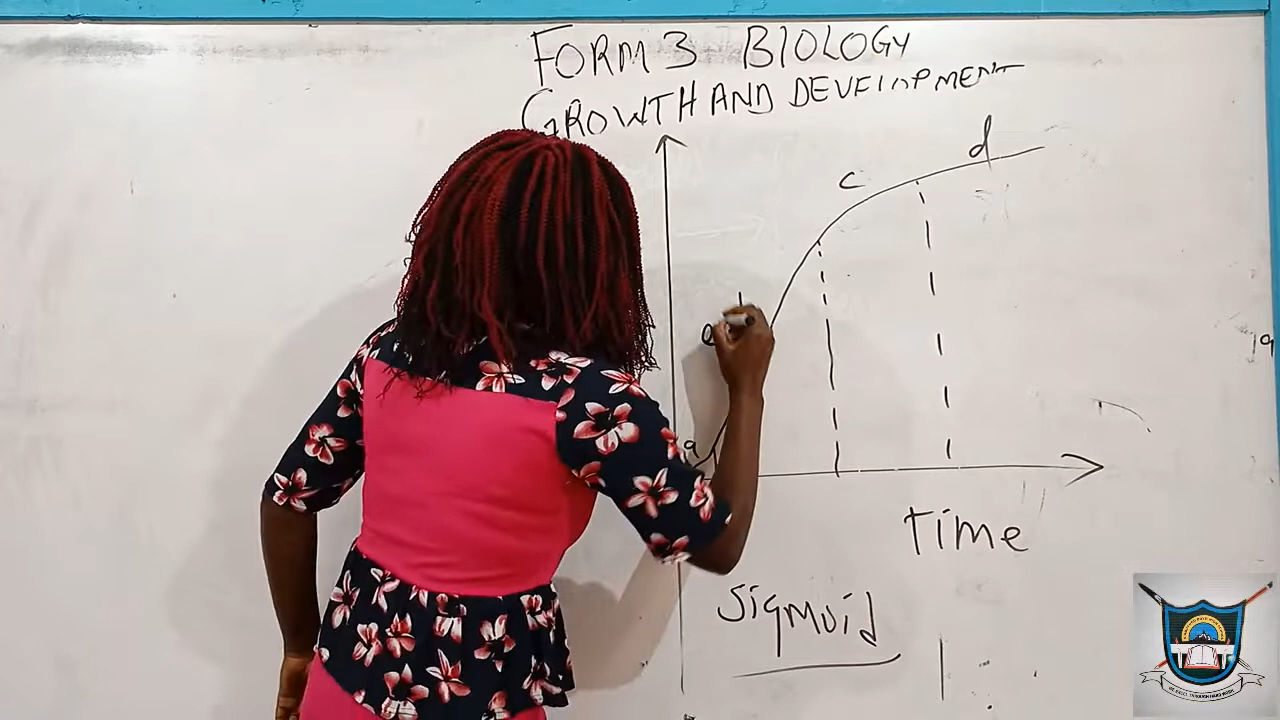 FORM 3 BIOLOGY
GROWTH AND DEVELOPMENT
d
c
a
Time
sigmoid